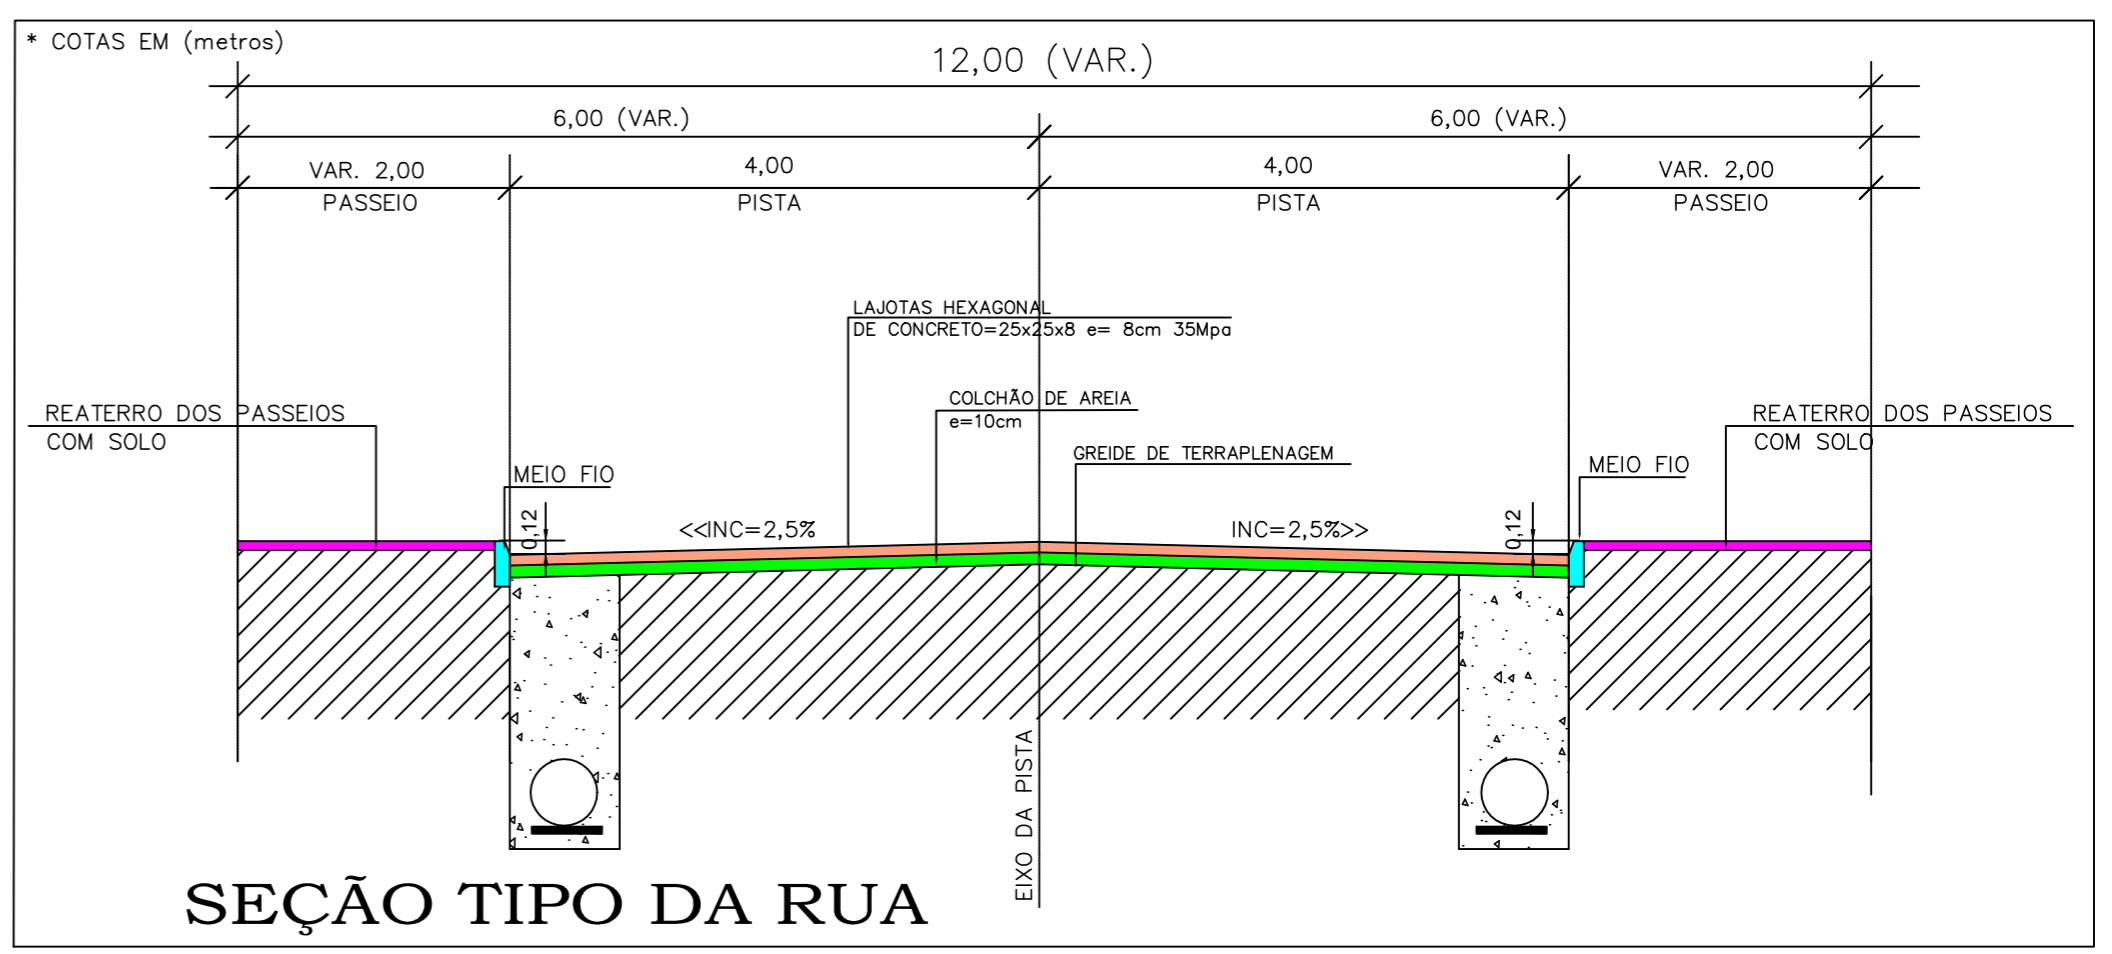 * COTAS EM (metros)
12,00 (VAR.)
6,00 (VAR.)
6,00 (VAR.)
VAR. 2,00
PASSEIO
4,00
PISTA
4,00
PISTA
VAR. 2,00
PASSEIO
LAJOTAS HEXAGONAL
DE CONCRETO=25x25x8 e= 8cm 35Mpa
COLCHÃO DE AREIA
e=10cm
GREIDE DE TERRAPLENAGEM
REATERRO DOS PASSEIOS
COM SOLO
REATERRO DOS PASSEIOS
COM SOLO
MEIO FIO
MEIO FIO
0,12
<<INC=2,5%
INC=2,5%>>
0,12
EIXO DA PISTA
SEÇÃO TIPO DA RUA